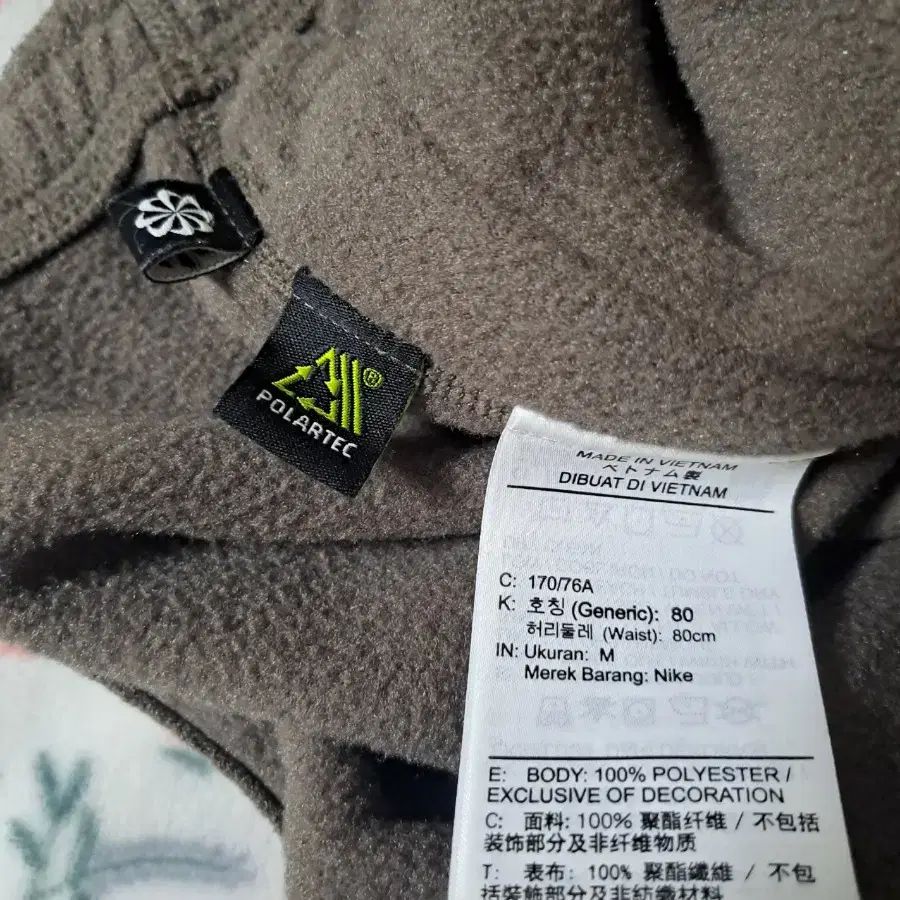 ®
POLARTEC
MADE IN VIETNAM
ベトナム製
DIBUAT DI VIETNAM
C: 170/76A
K: 호칭 (Generic): 80
허리둘레 (Waist): 80cm
IN: Ukuran: M
Merek Barang: Nike
E: BODY: 100% POLYESTER /
EXCLUSIVE OF DECORATION
C: 面料: 100% 聚酯纤维 / 不包括
装饰部分及非纤维物质
T: 表布: 100% 聚酯纖維 / 不包
括裝飾部分及非紡織材料